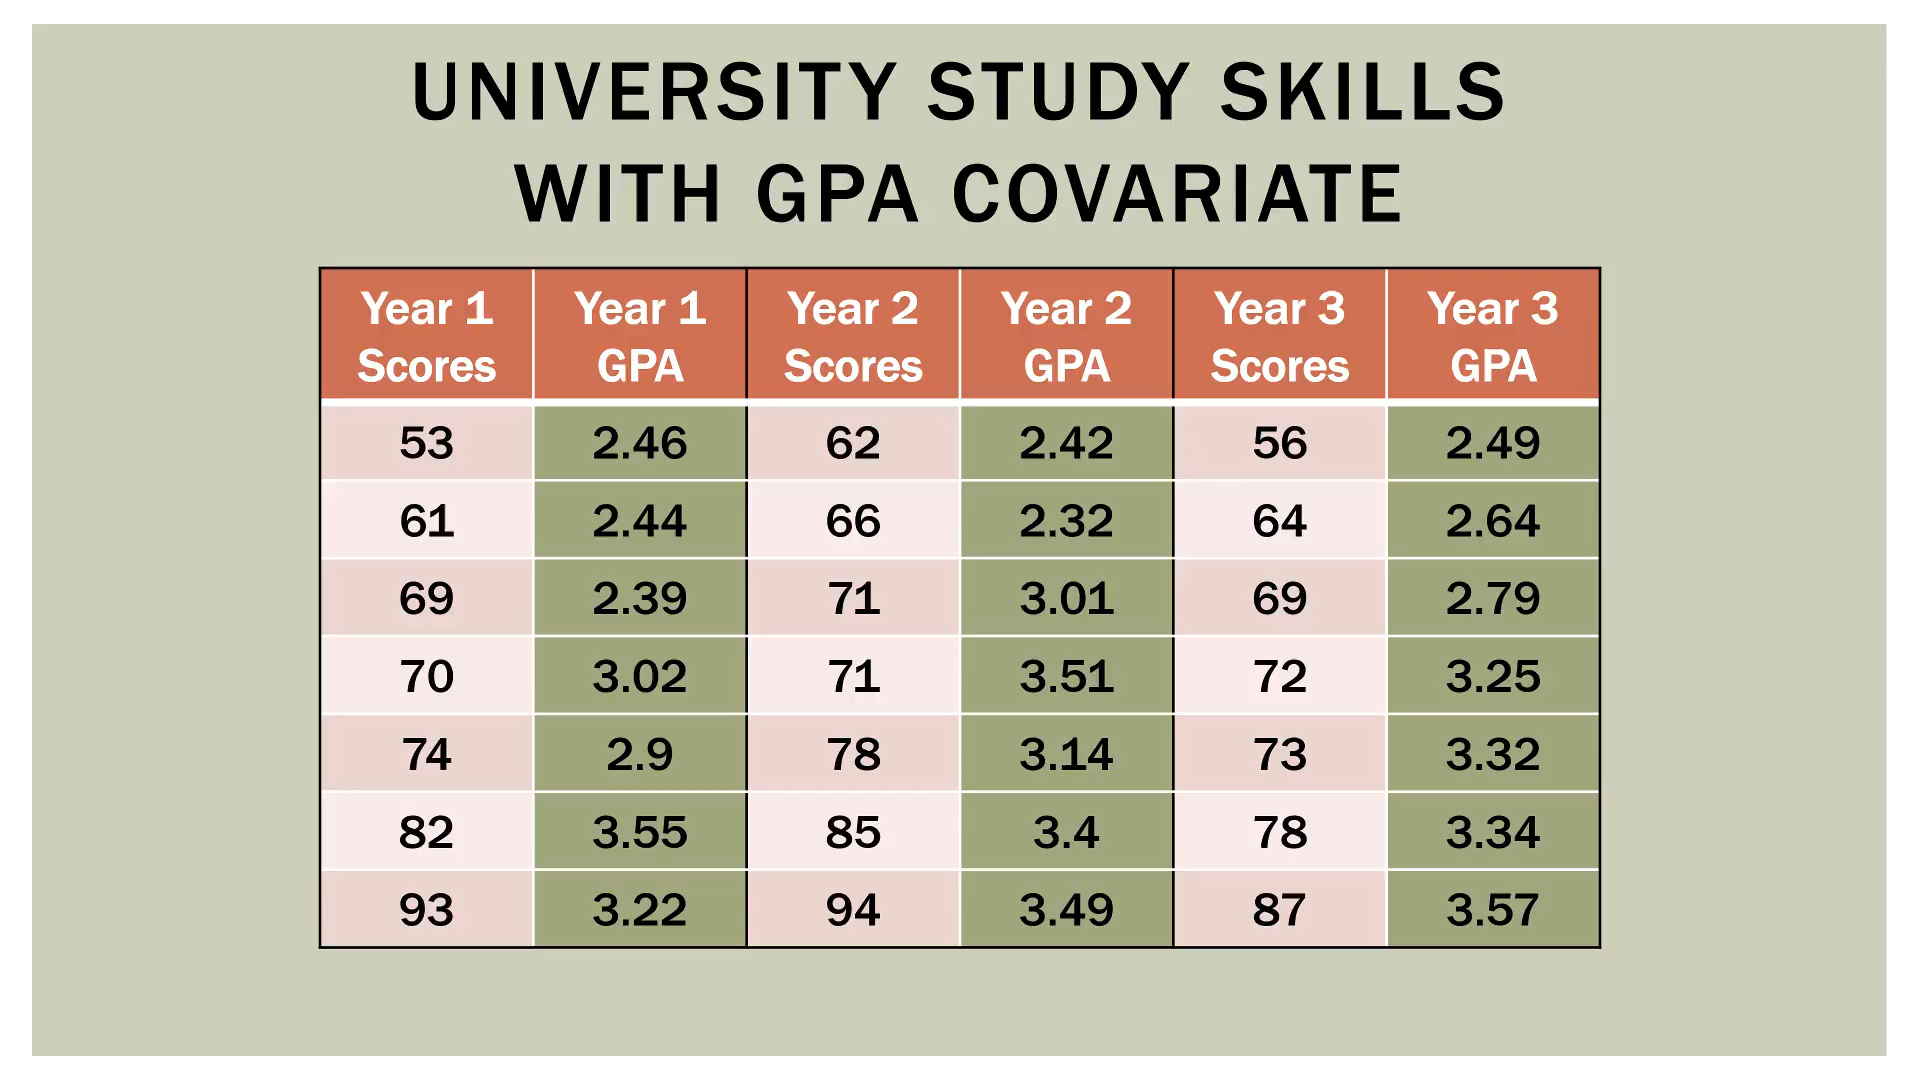 UNIVERSITY STUDY SKILLS
WITH GPA COVARIATE
Year 1 Scores Year 1 GPA Year 2 Scores Year 2 GPA Year 3 Scores Year 3 GPA
53 2.46 62 2.42 56 2.49
61 2.44 66 2.32 64 2.64
69 2.39 71 3.01 69 2.79
70 3.02 71 3.51 72 3.25
74 2.9 78 3.14 73 3.32
82 3.55 85 3.4 78 3.34
93 3.22 94 3.49 87 3.57